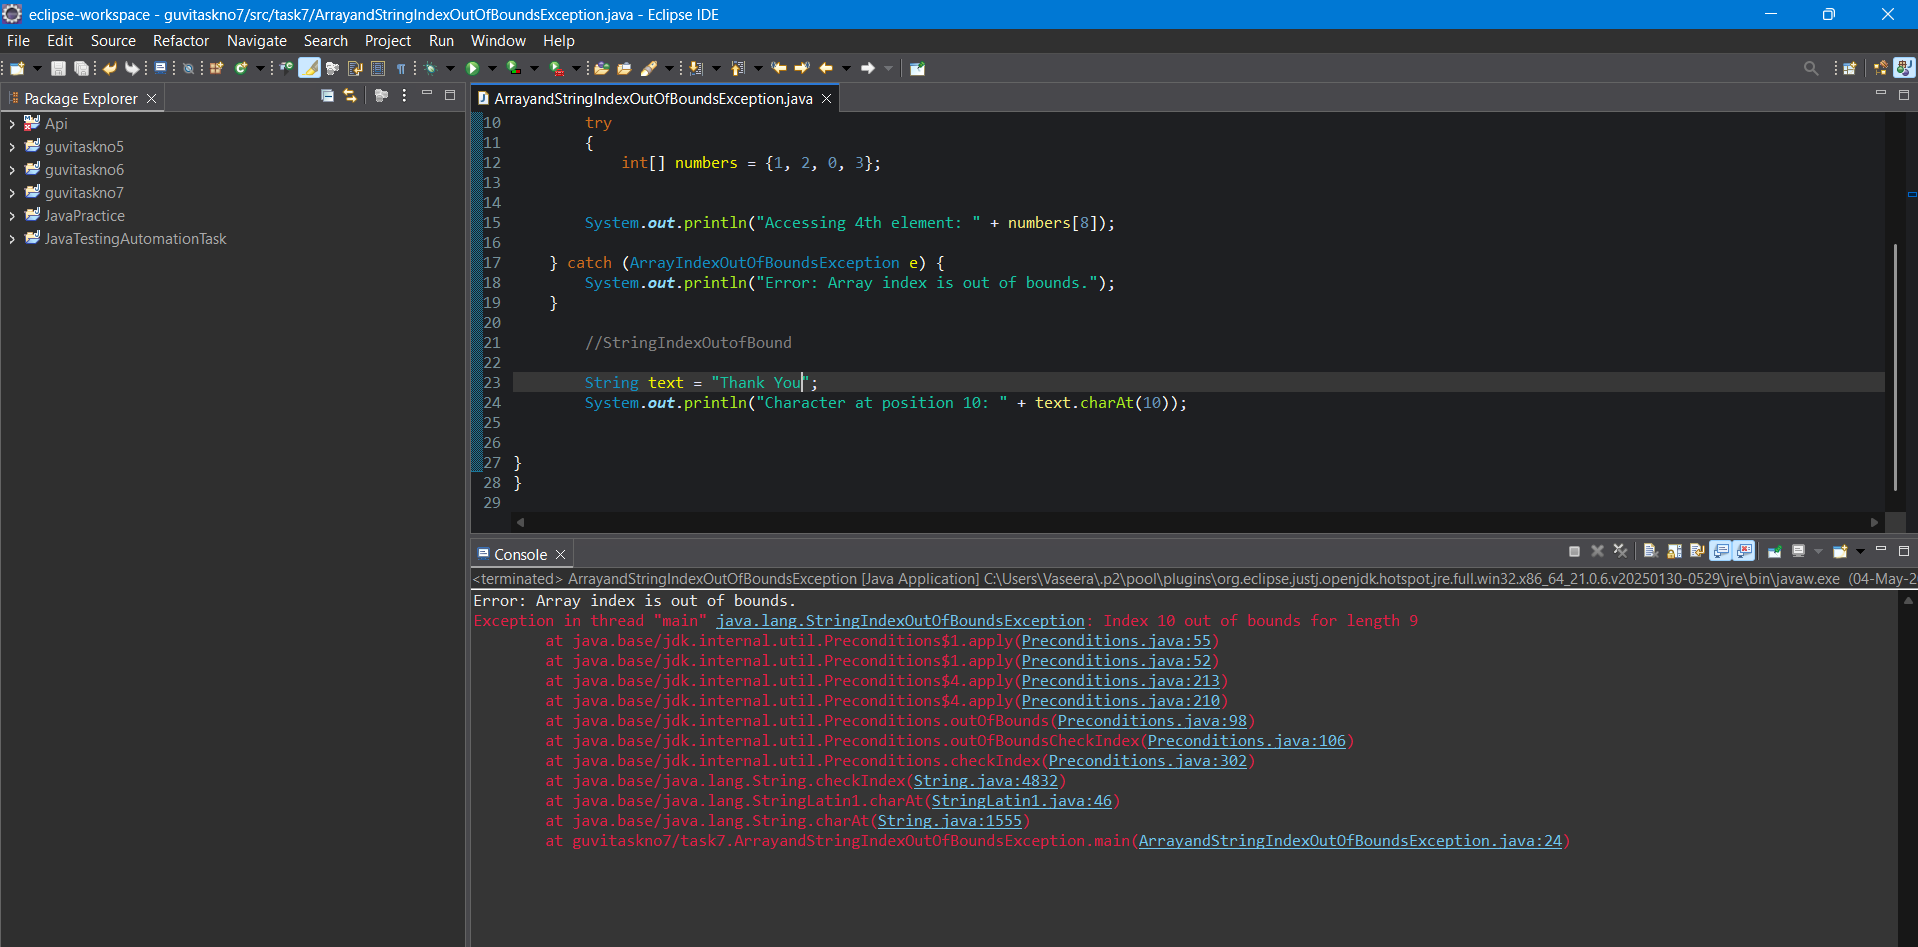 eclipse-workspace - guvitaskno7/src/task7/ArrayandStringIndexOutOfBoundsException.java - Eclipse IDE
File Edit Source Refactor Navigate Search Project Run Window Help
Package Explorer
Api
guvitaskno5
guvitaskno6
guvitaskno7
JavaPractice
JavaTestingAutomationTask
ArrayandStringIndexOutOfBoundsException.java
10 try
11 {
12 int[] numbers = {1, 2, 0, 3};
13
14
15 System.out.println("Accessing 4th element: " + numbers[8]);
16
17 } catch (ArrayIndexOutOfBoundsException e) {
18 System.out.println("Error: Array index is out of bounds.");
19 }
20
21 //StringIndexOutofBound
22
23 String text = "Thank You";
24 System.out.println("Character at position 10: " + text.charAt(10));
25
26
27 }
28 }
29
Console
<terminated> ArrayandStringIndexOutOfBoundsException [Java Application] C:\Users\Vaseera\.p2\pool\plugins\org.eclipse.justj.openjdk.hotspot.jre.full.win32.x86_64_21.0.6.v20250130-0529\jre\bin\javaw.exe (04-May-2
Error: Array index is out of bounds.
Exception in thread "main" java.lang.StringIndexOutOfBoundsException: Index 10 out of bounds for length 9
at java.base/jdk.internal.util.Preconditions$1.apply(Preconditions.java:55)
at java.base/jdk.internal.util.Preconditions$1.apply(Preconditions.java:52)
at java.base/jdk.internal.util.Preconditions$4.apply(Preconditions.java:213)
at java.base/jdk.internal.util.Preconditions$4.apply(Preconditions.java:210)
at java.base/jdk.internal.util.Preconditions.outOfBounds(Preconditions.java:98)
at java.base/jdk.internal.util.Preconditions.outOfBoundsCheckIndex(Preconditions.java:106)
at java.base/jdk.internal.util.Preconditions.checkIndex(Preconditions.java:302)
at java.base/java.lang.String.checkIndex(String.java:4832)
at java.base/java.lang.StringLatin1.charAt(StringLatin1.java:46)
at java.base/java.lang.String.charAt(String.java:1555)
at guvitaskno7/task7.ArrayandStringIndexOutOfBoundsException.main(ArrayandStringIndexOutOfBoundsException.java:24)